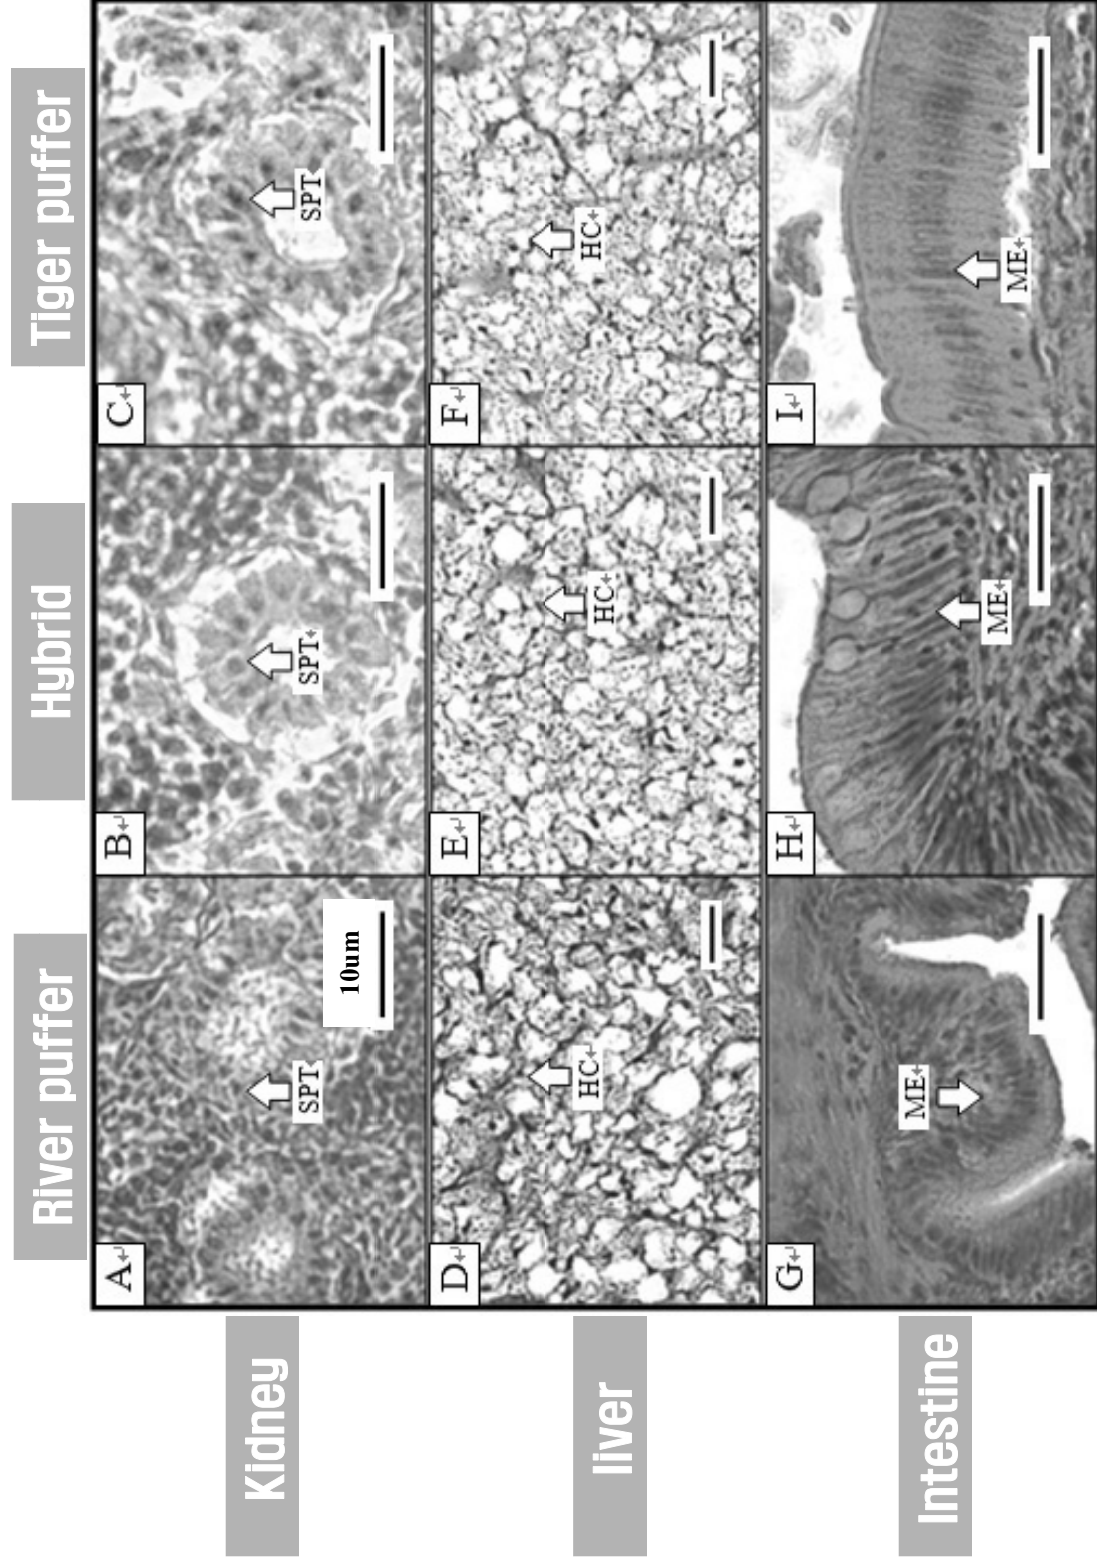 River puffer
Hybrid
Tiger puffer
Kidney
A
SPT
10um
B
SPT
C
SPT
liver
D
HC
E
HC
F
HC
Intestine
G
ME
H
ME
I
ME